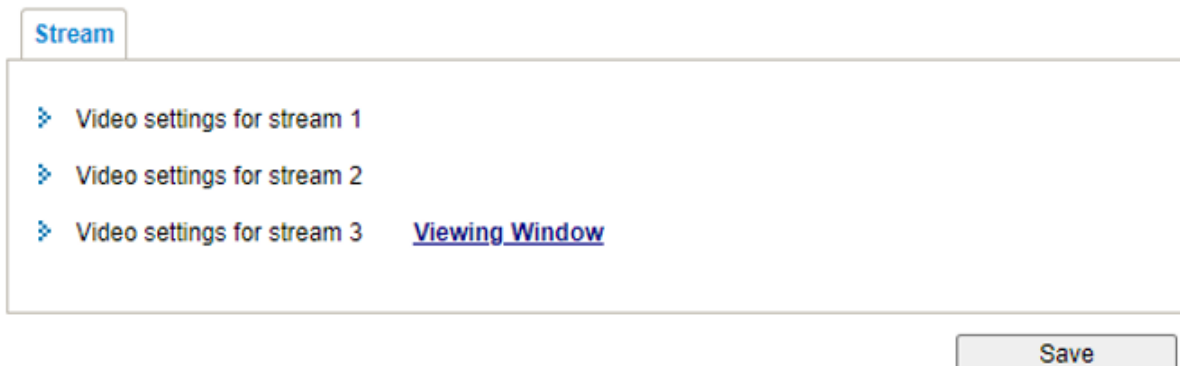 Stream
Video settings for stream 1
Video settings for stream 2
Video settings for stream 3 Viewing Window
Save